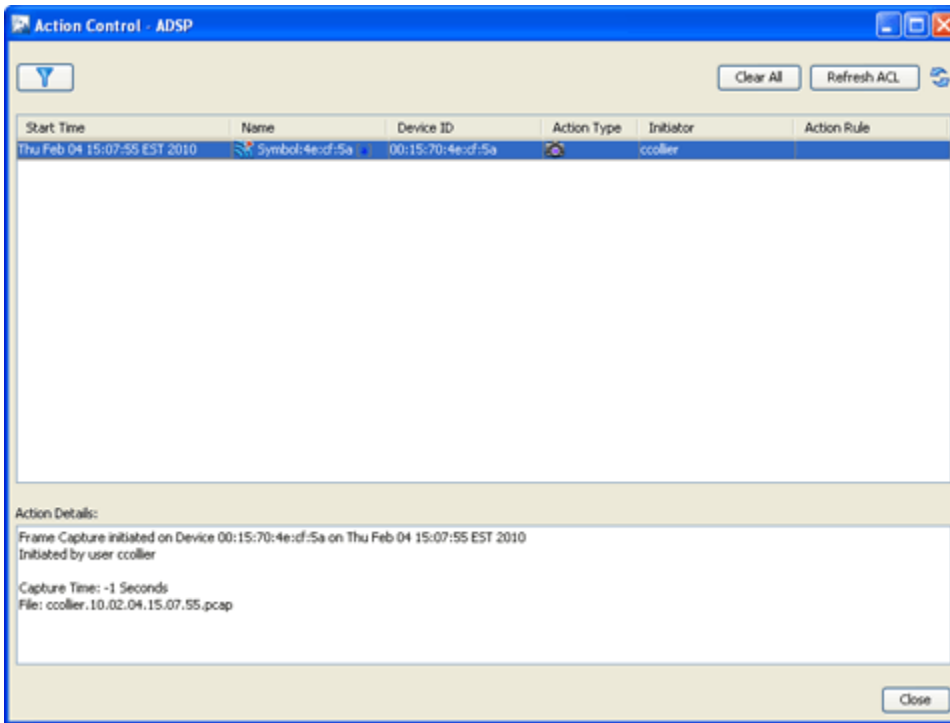 Action Control - ADSP
Clear All Refresh ACL
Start Time Name Device ID Action Type Initiator Action Rule
Thu Feb 04 15:07:55 EST 2010 Symbol:4e:cf:5a 00:15:70:4e:cf:5a ccollier
Action Details:
Frame Capture initiated on Device 00:15:70:4e:cf:5a on Thu Feb 04 15:07:55 EST 2010
Initiated by user ccollier
Capture Time: -1 Seconds
File: ccollier.10.02.04.15.07.55.pcap
Close